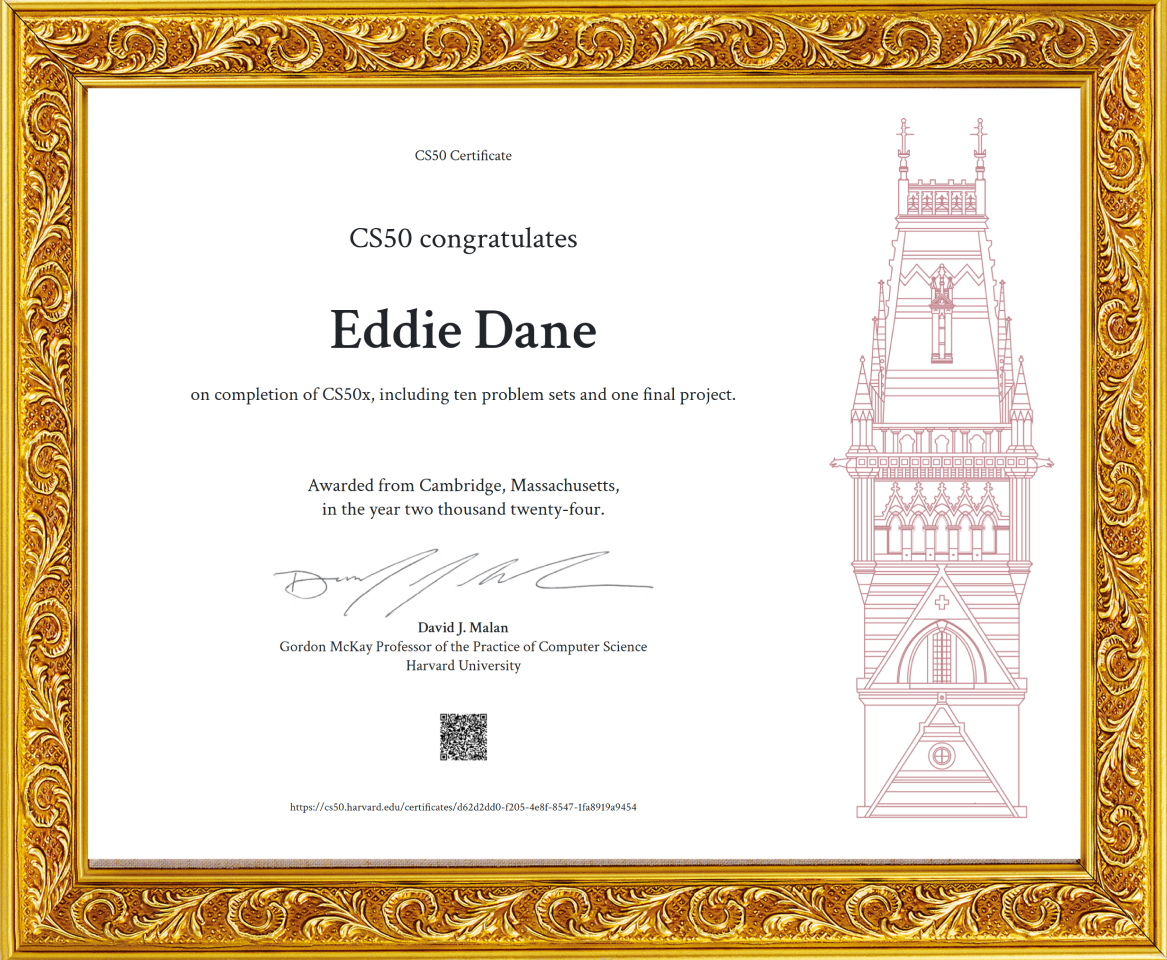 CS50 Certificate
CS50 congratulates
Eddie Dane
on completion of CS50x, including ten problem sets and one final project.
Awarded from Cambridge, Massachusetts,
in the year two thousand twenty-four.
David J. Malan
Gordon McKay Professor of the Practice of Computer Science
Harvard University
https://cs50.harvard.edu/certificates/d62d2dd0-f205-4e8f-8547-1fa8919a9454